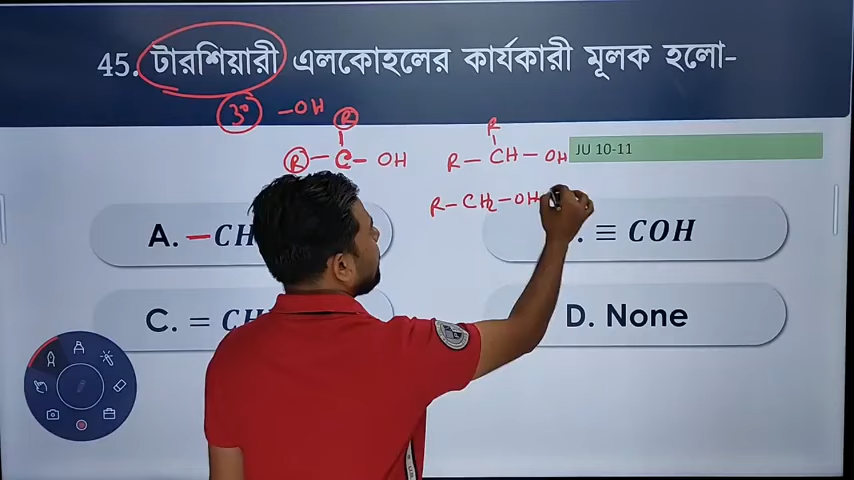 45. টারশিয়ারী এলকোহলের কার্যকারী মূলক হলো-
3° -OH
R R
R - C - OH R - CH - OH JU 10-11
R - CH2 - OH
A. - CH . ≡ COH
C. = CH D. None